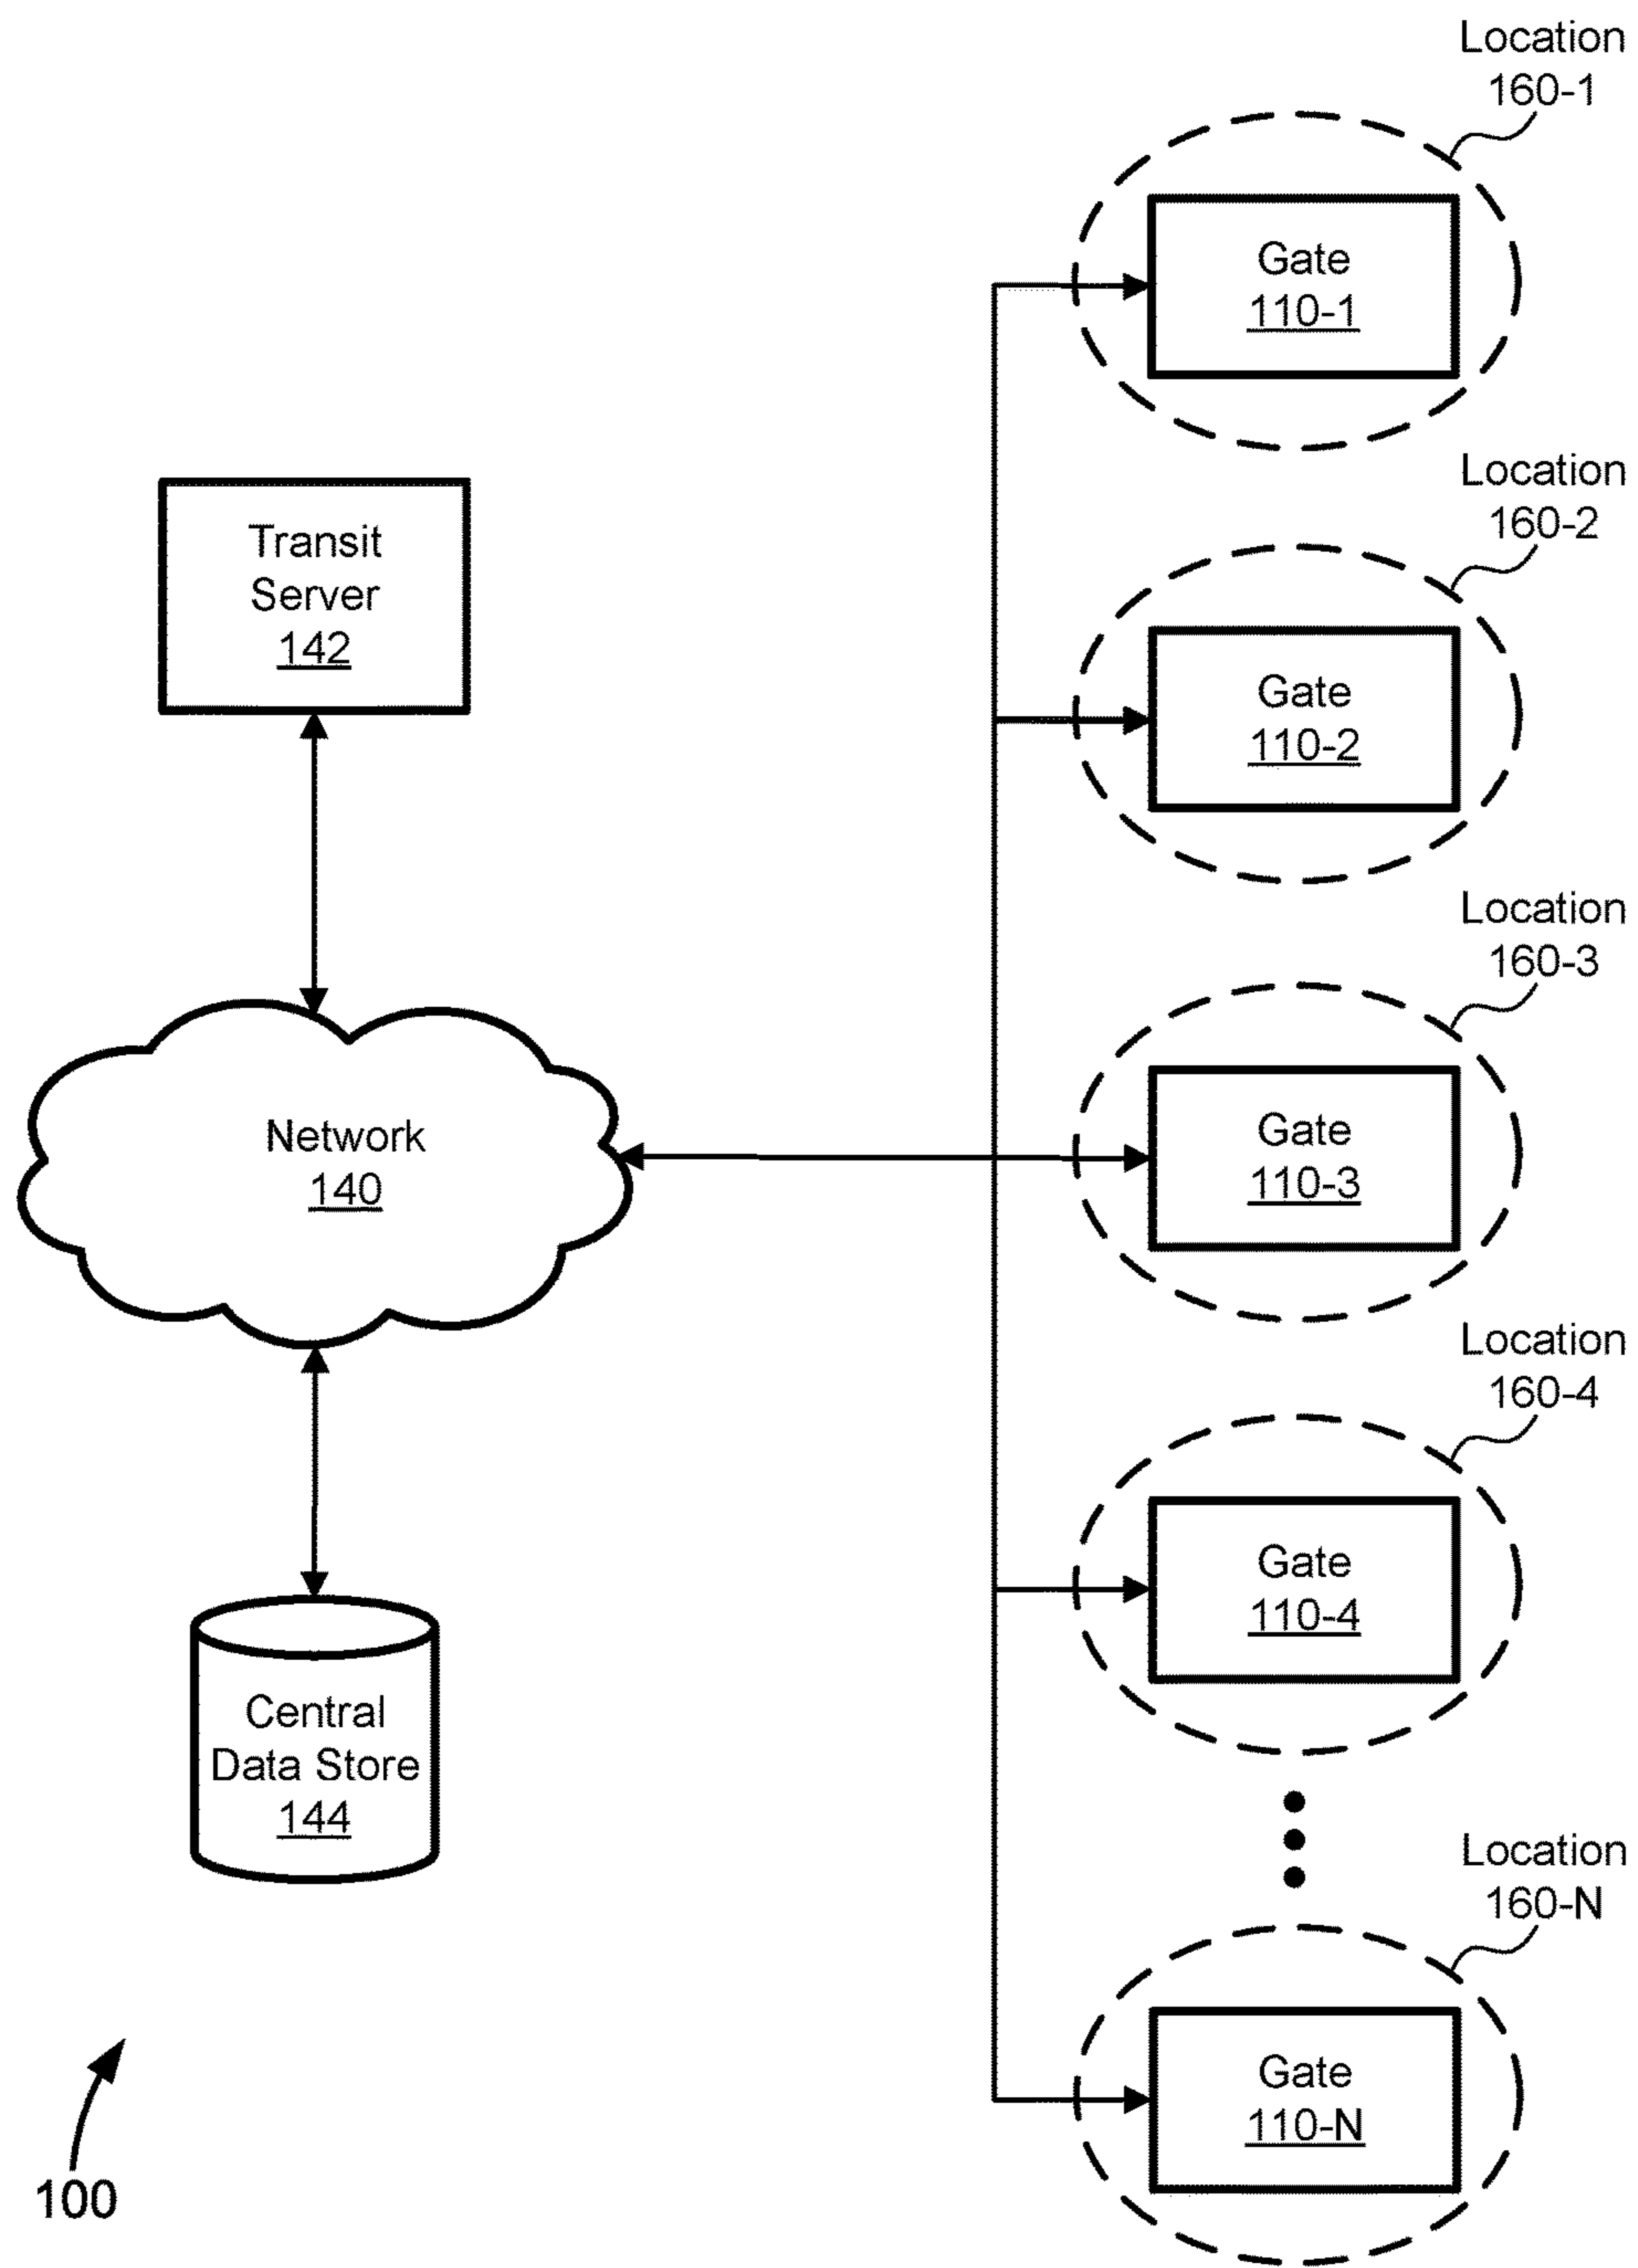 Location
160-1
Gate
110-1
Location
160-2
Transit
Server
142
Gate
110-2
Location
160-3
Network
140
Gate
110-3
Location
160-4
Gate
110-4
Central
Data Store
144
Location
160-N
Gate
110-N
100